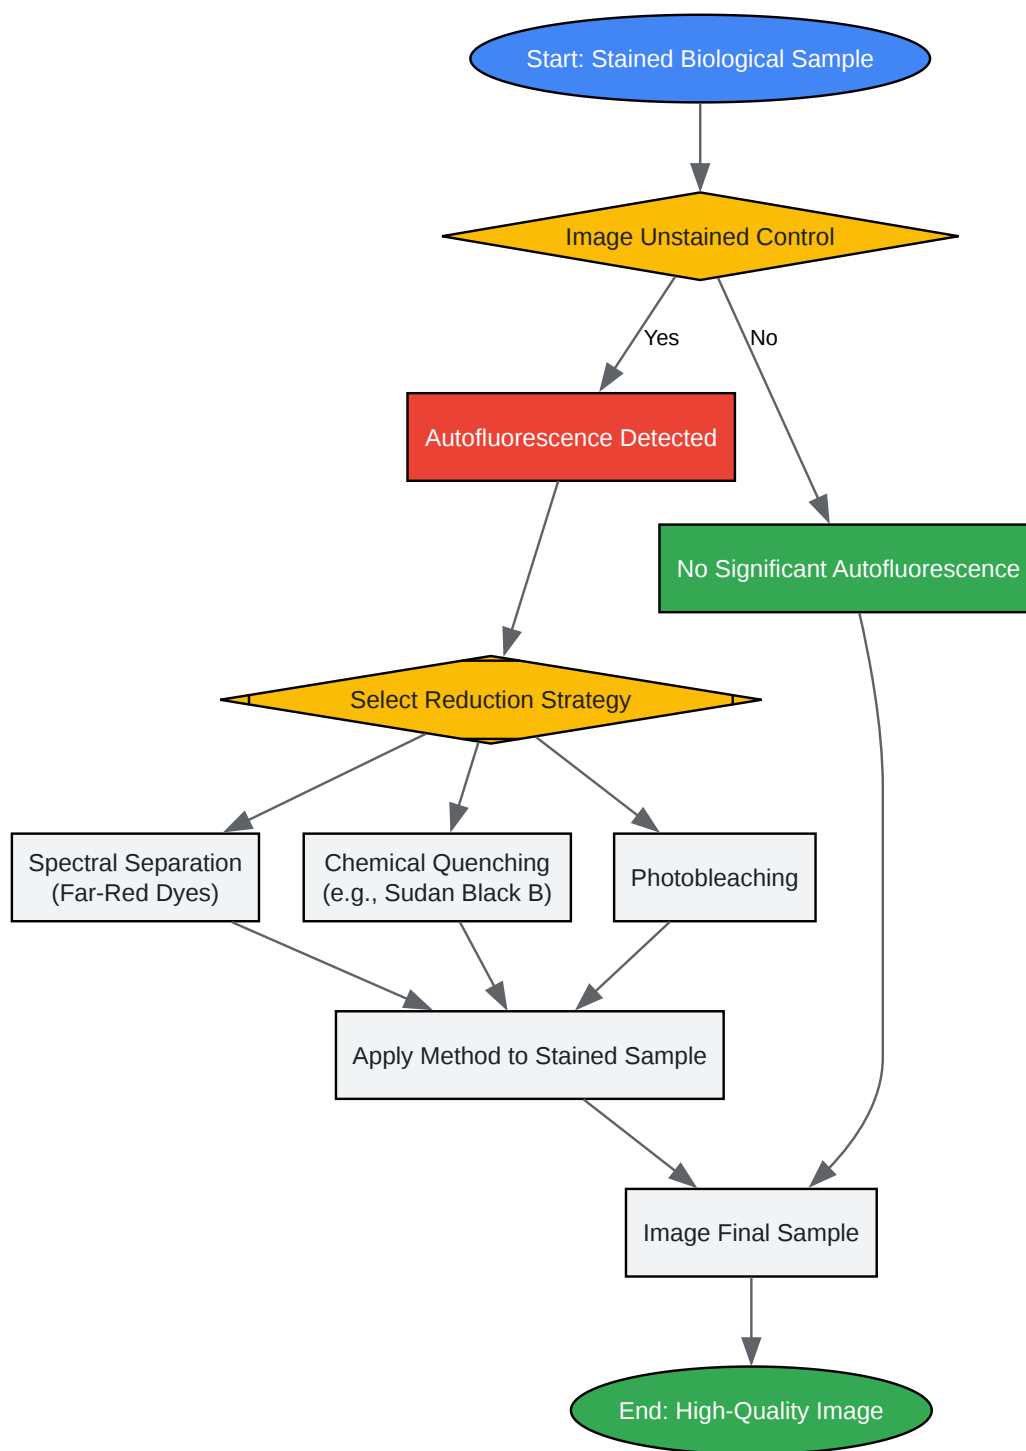 Start: Stained Biological Sample
Image Unstained Control
Yes
No
Autofluorescence Detected
No Significant Autofluorescence
Select Reduction Strategy
Spectral Separation
(Far-Red Dyes)
Chemical Quenching
(e.g., Sudan Black B)
Photobleaching
Apply Method to Stained Sample
Image Final Sample
End: High-Quality Image